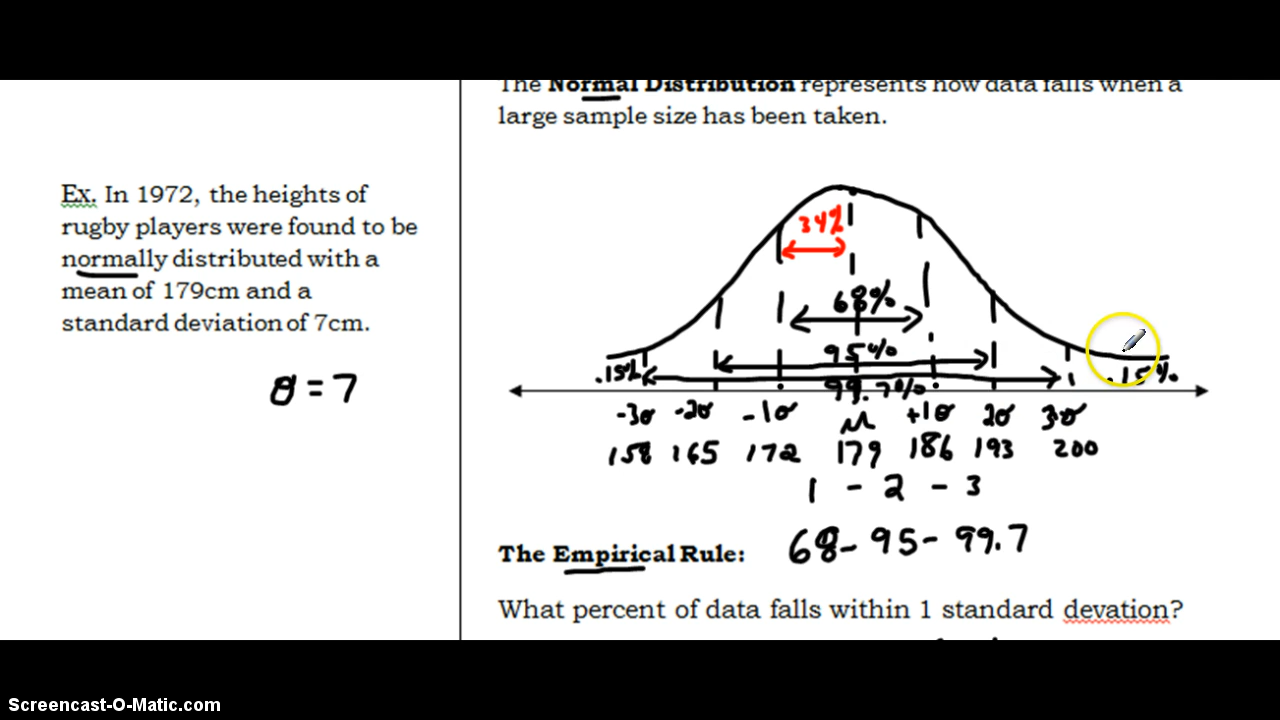 The Normal Distribution represents how data falls when a
large sample size has been taken.
Ex. In 1972, the heights of
rugby players were found to be
normally distributed with a
mean of 179cm and a
standard deviation of 7cm.
σ = 7
34%
68%
95%
99.7%
.15% .15%
-3σ -2σ -1σ μ +1σ 2σ 3σ
158 165 172 179 186 193 200
1 - 2 - 3
The Empirical Rule: 68- 95- 99.7
What percent of data falls within 1 standard devation?
Screencast-O-Matic.com